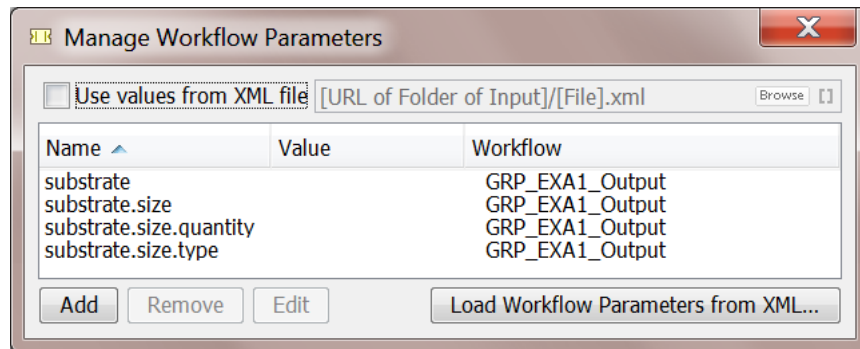 Manage Workflow Parameters
X
Use values from XML file [URL of Folder of Input]/[File].xml Browse []
Name Value Workflow
substrate GRP_EXA1_Output
substrate.size GRP_EXA1_Output
substrate.size.quantity GRP_EXA1_Output
substrate.size.type GRP_EXA1_Output
Add Remove Edit Load Workflow Parameters from XML...